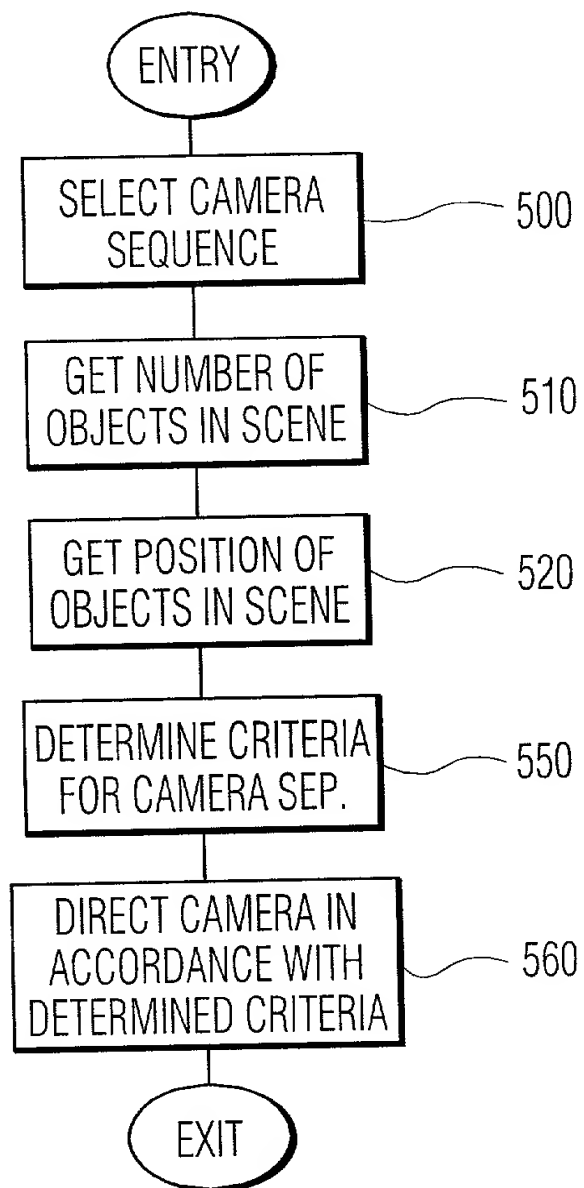 ENTRY
SELECT CAMERA
SEQUENCE
500
GET NUMBER OF
OBJECTS IN SCENE
510
GET POSITION OF
OBJECTS IN SCENE
520
DETERMINE CRITERIA
FOR CAMERA SEP.
550
DIRECT CAMERA IN
ACCORDANCE WITH
DETERMINED CRITERIA
560
EXIT